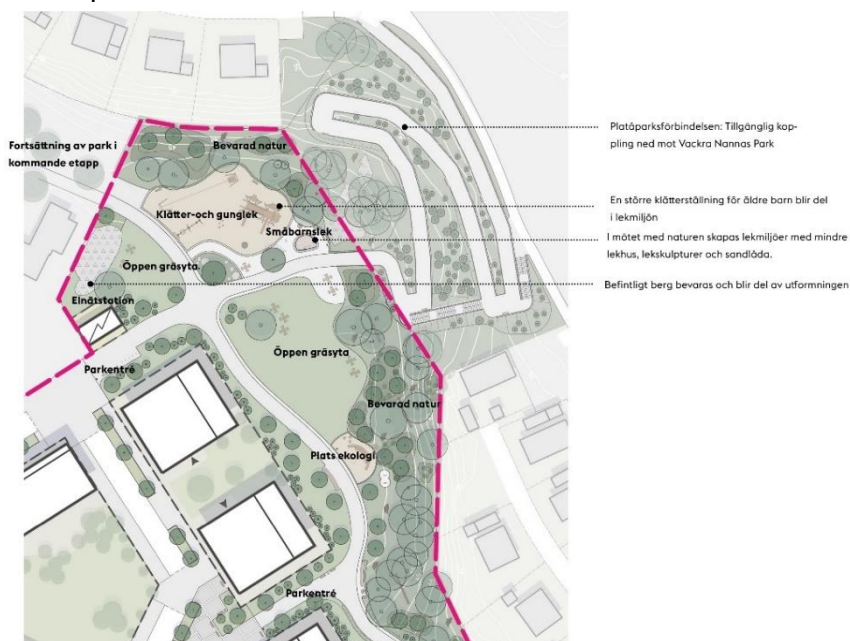 Fortsättning av park i
kommande etapp
Bevarad natur
Klätter-och gunglek
Småbarnslek
Öppen gräsyta
Elnätstation
Öppen gräsyta
Parkentré
Bevarad natur
Plats ekologi
Parkentré
Platåparksförbindelsen: Tillgänglig kop-
pling ned mot Vackra Nannas Park
En större klätterställning för äldre barn blir del
i lekmiljön
I mötet med naturen skapas lekmiljöer med mindre
lekhus, lekskulpturer och sandlåda.
Befintligt berg bevaras och blir del av utformningen